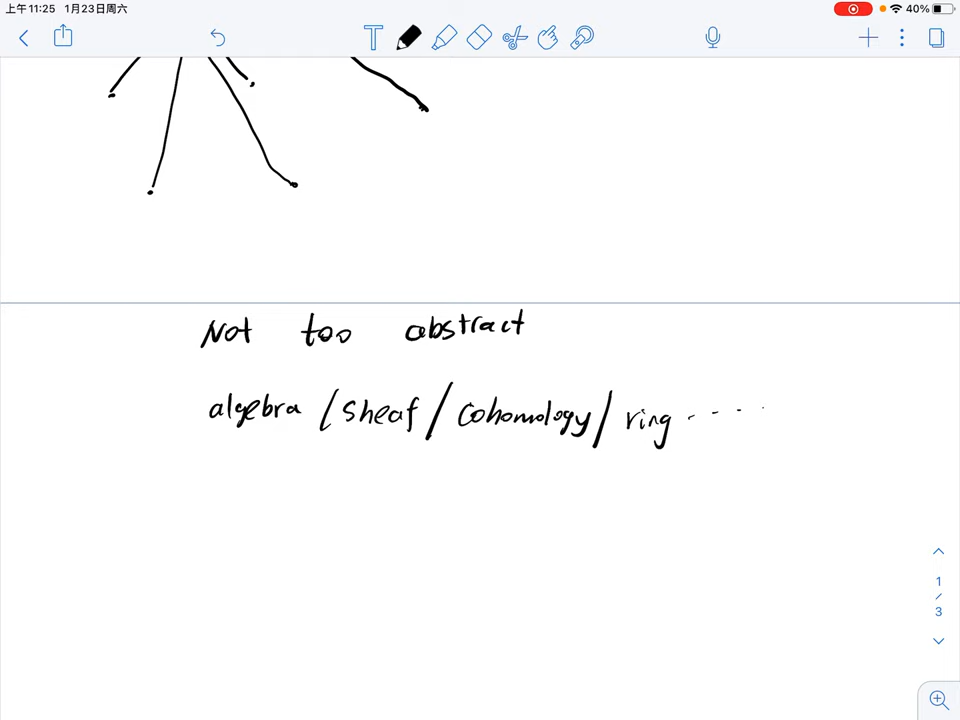 上午11:25 1月23日周六 40%
T
Not too abstract
algebra / sheaf / Cohomology / ring - - - -
1
/
3